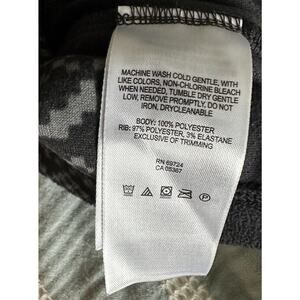 MACHINE WASH COLD GENTLE, WITH
LIKE COLORS, NON-CHLORINE BLEACH
WHEN NEEDED, TUMBLE DRY GENTLE
LOW, REMOVE PROMPTLY, DO NOT
IRON, DRYCLEANABLE
BODY: 100% POLYESTER
RIB: 97% POLYESTER, 3% ELASTANE
EXCLUSIVE OF TRIMMING
RN 69724
CA 05367